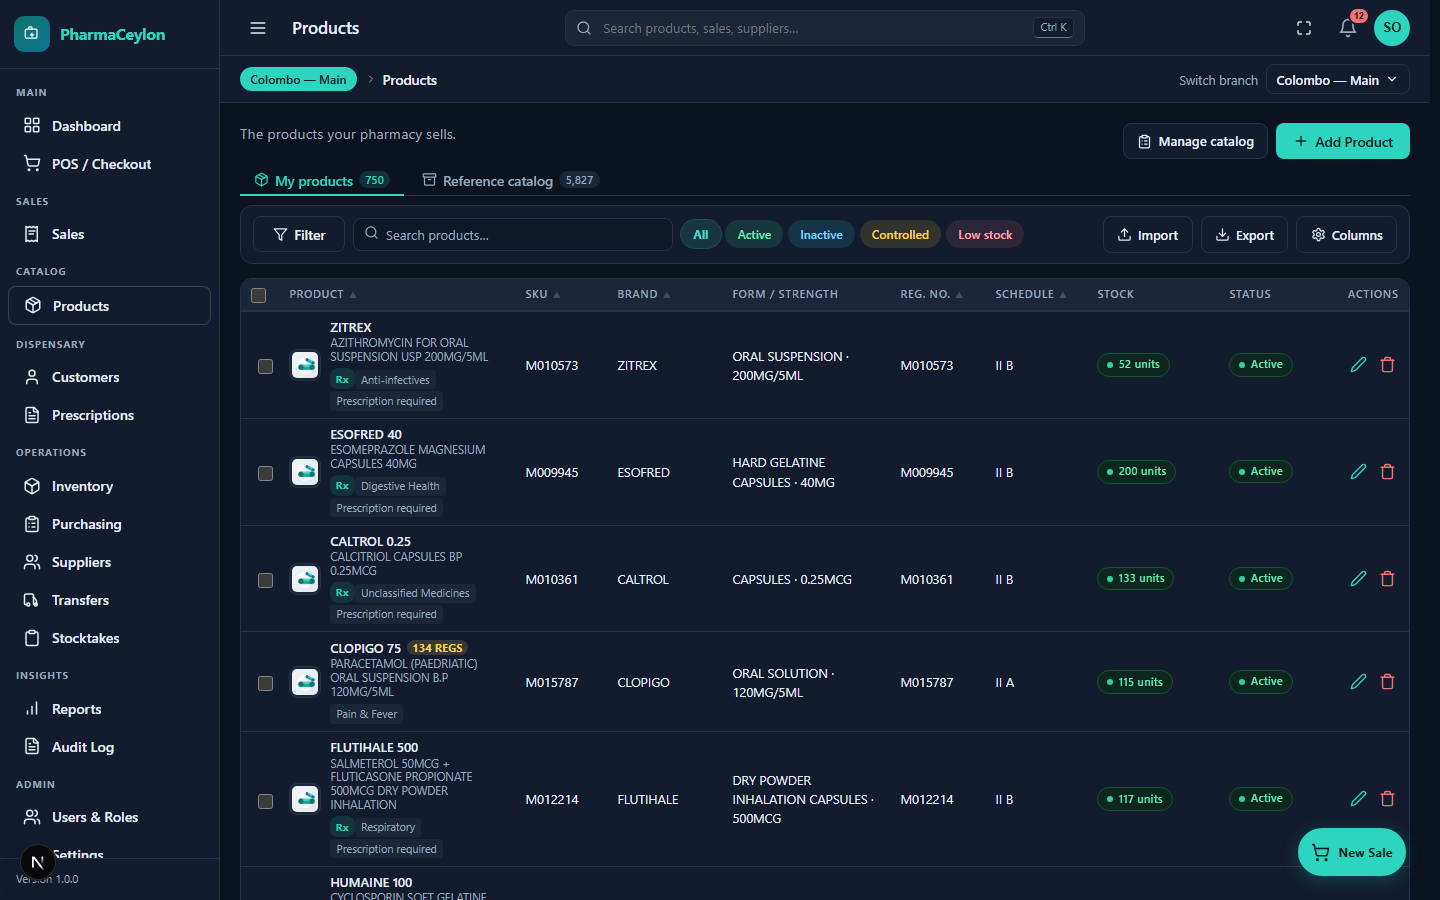 PharmaCeylon
Products
Search products, sales, suppliers...
Ctrl K
12
SO
Colombo — Main
Products
Switch branch
Colombo — Main
MAIN
Dashboard
POS / Checkout
SALES
Sales
CATALOG
Products
DISPENSARY
Customers
Prescriptions
OPERATIONS
Inventory
Purchasing
Suppliers
Transfers
Stocktakes
INSIGHTS
Reports
Audit Log
ADMIN
Users & Roles
Settings
N
Version 1.0.0
The products your pharmacy sells.
Manage catalog
Add Product
My products 750
Reference catalog 5,827
Filter
Search products...
All
Active
Inactive
Controlled
Low stock
Import
Export
Columns
PRODUCT
SKU
BRAND
FORM / STRENGTH
REG. NO.
SCHEDULE
STOCK
STATUS
ACTIONS
ZITREX
AZITHROMYCIN FOR ORAL
SUSPENSION USP 200MG/5ML
Rx Anti-infectives
Prescription required
M010573
ZITREX
ORAL SUSPENSION ·
200MG/5ML
M010573
II B
52 units
Active
ESOFRED 40
ESOMEPRAZOLE MAGNESIUM
CAPSULES 40MG
Rx Digestive Health
Prescription required
M009945
ESOFRED
HARD GELATINE
CAPSULES · 40MG
M009945
II B
200 units
Active
CALTROL 0.25
CALCITRIOL CAPSULES BP
0.25MCG
Rx Unclassified Medicines
Prescription required
M010361
CALTROL
CAPSULES · 0.25MCG
M010361
II B
133 units
Active
CLOPIGO 75 134 REGS
PARACETAMOL (PAEDRIATIC)
ORAL SUSPENSION B.P
120MG/5ML
Pain & Fever
M015787
CLOPIGO
ORAL SOLUTION ·
120MG/5ML
M015787
II A
115 units
Active
FLUTIHALE 500
SALMETEROL 50MCG +
FLUTICASONE PROPIONATE
500MCG DRY POWDER
INHALATION
Rx Respiratory
Prescription required
M012214
FLUTIHALE
DRY POWDER
INHALATION CAPSULES ·
500MCG
M012214
II B
117 units
Active
New Sale
HUMAINE 100
CYCLOSPORIN SOFT GELATINE